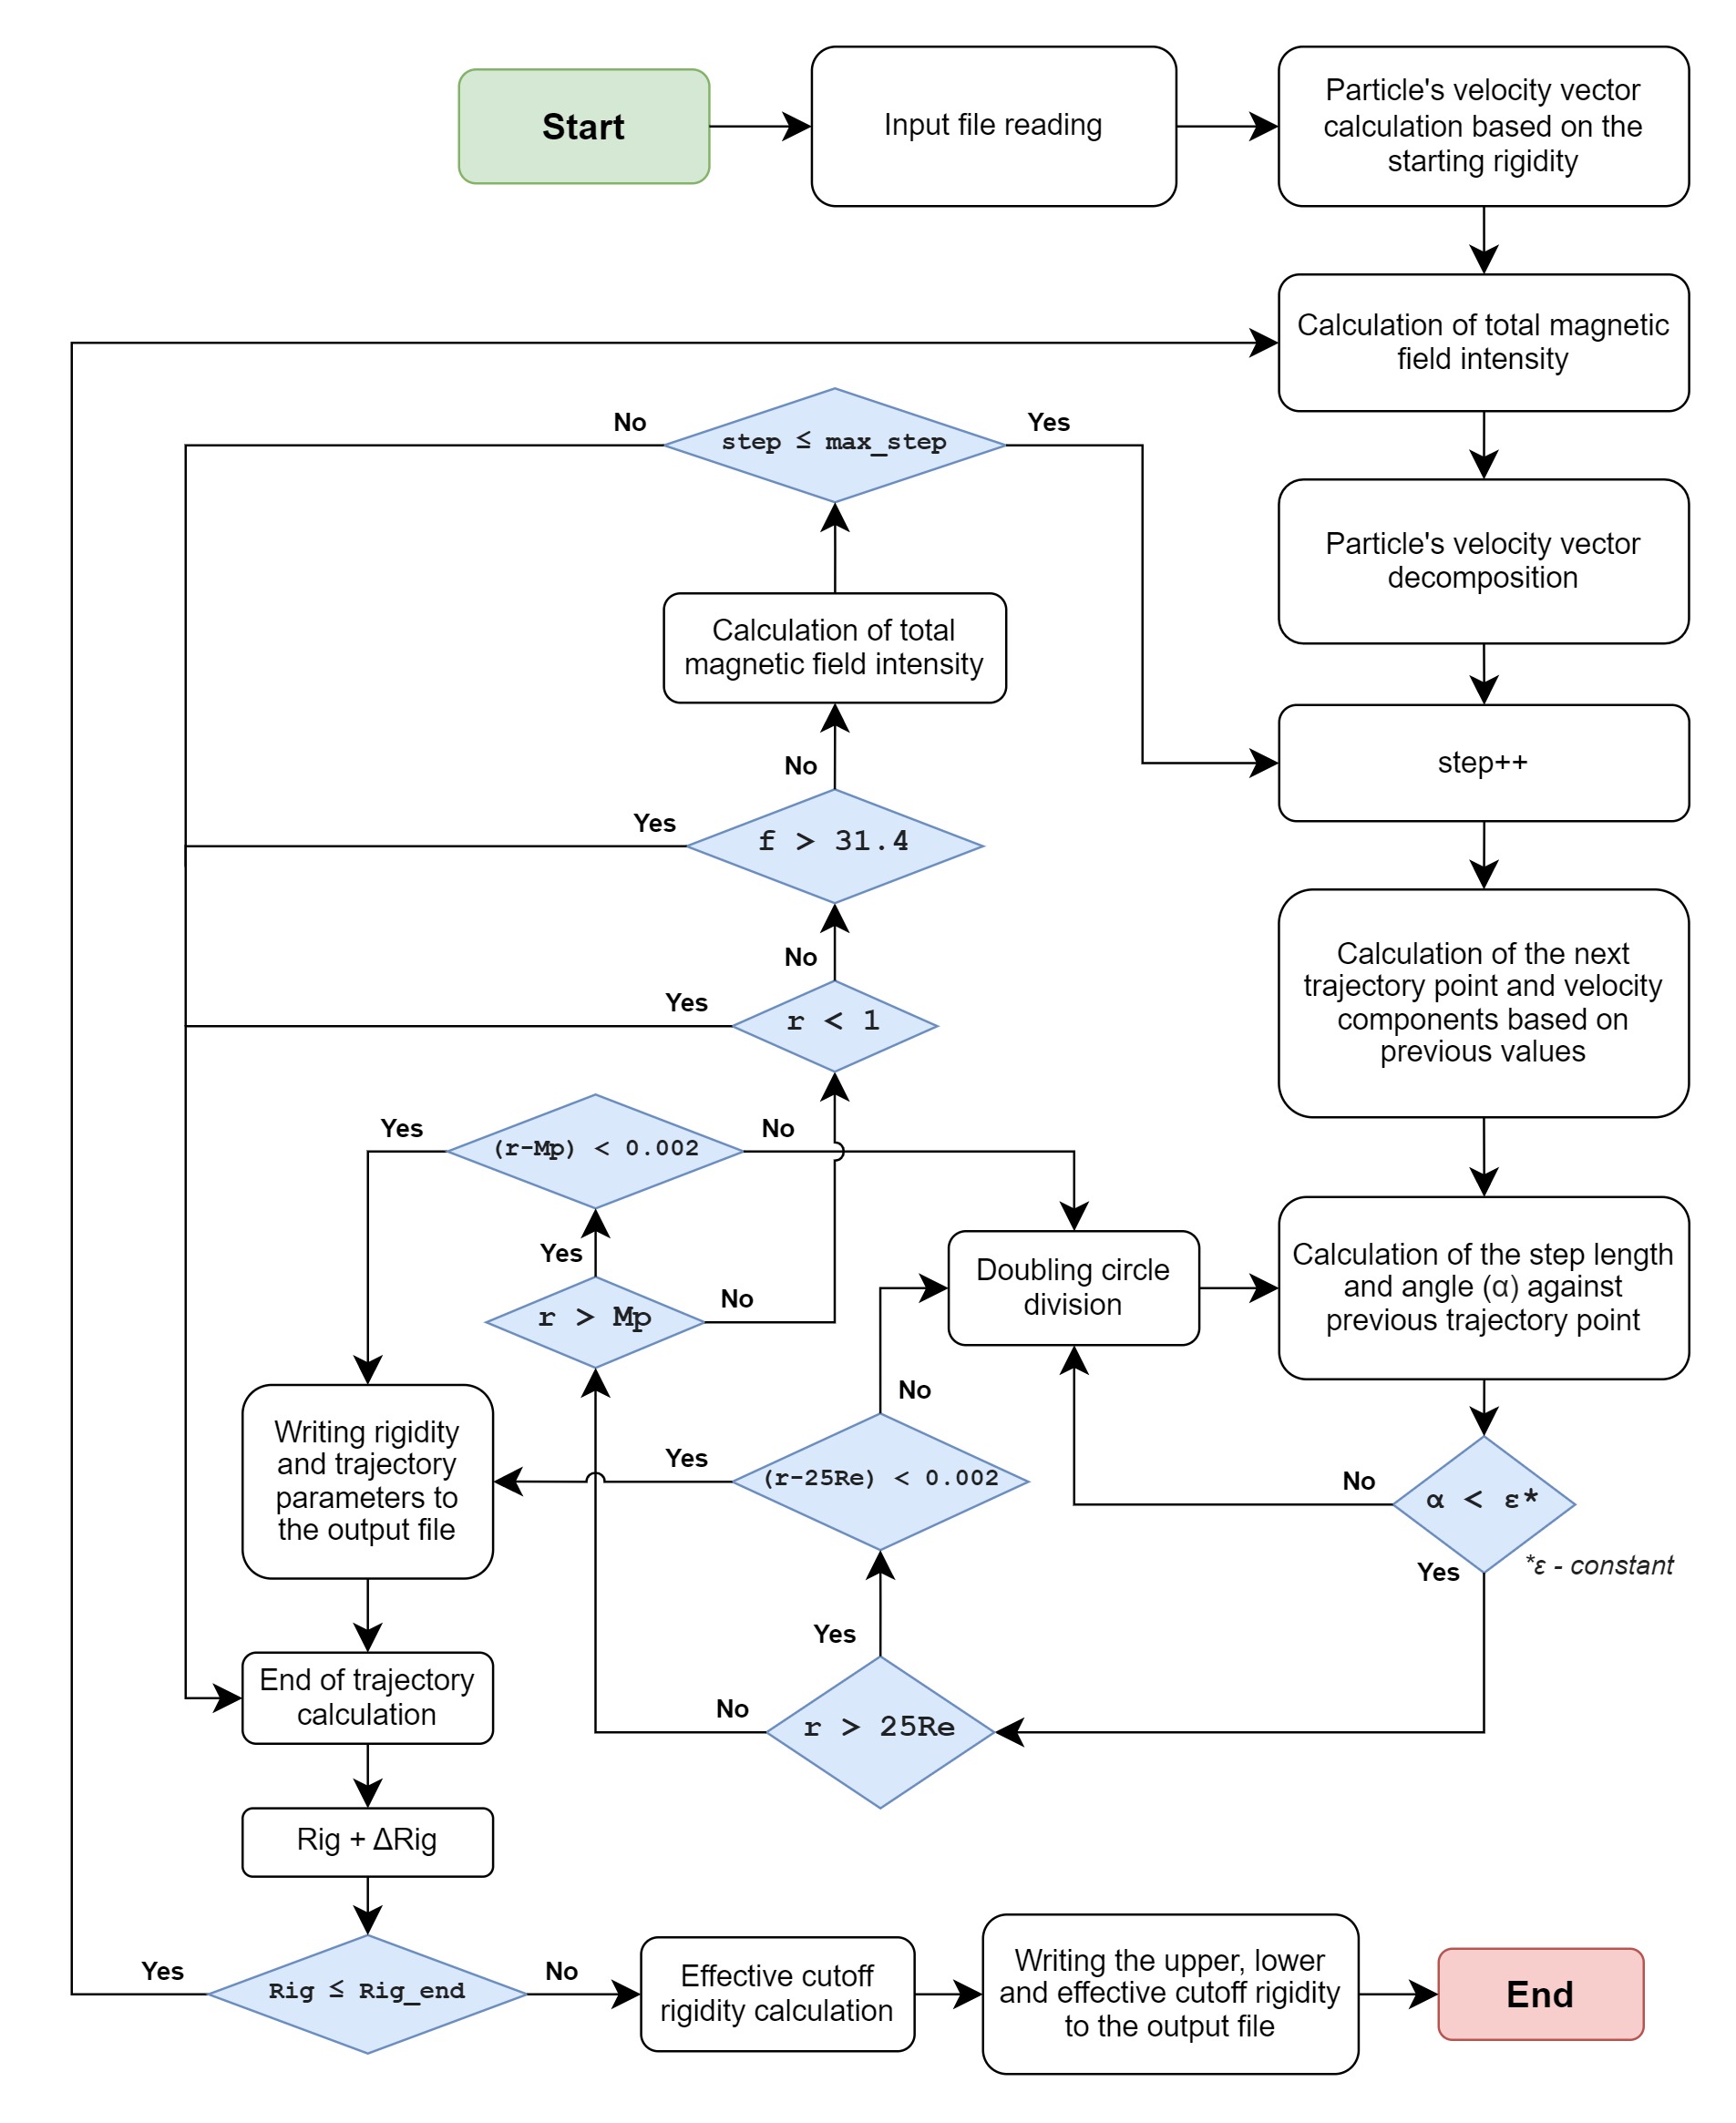 Start
Input file reading
Particle's velocity vector
calculation based on the
starting rigidity
Calculation of total magnetic
field intensity
No
step ≤ max_step
Yes
Particle's velocity vector
decomposition
Calculation of total
magnetic field intensity
step++
No
Yes
f > 31.4
Calculation of the next
trajectory point and velocity
components based on
previous values
No
Yes
r < 1
Yes
(r-Mp) < 0.002
No
Yes
r > Mp
No
Doubling circle
division
Calculation of the step length
and angle (α) against
previous trajectory point
No
Writing rigidity
and trajectory
parameters to
the output file
Yes
(r-25Re) < 0.002
No
α < ε*
Yes
*ε - constant
Yes
End of trajectory
calculation
No
r > 25Re
Rig + ΔRig
Yes
Rig ≤ Rig_end
No
Effective cutoff
rigidity calculation
Writing the upper, lower
and effective cutoff rigidity
to the output file
End